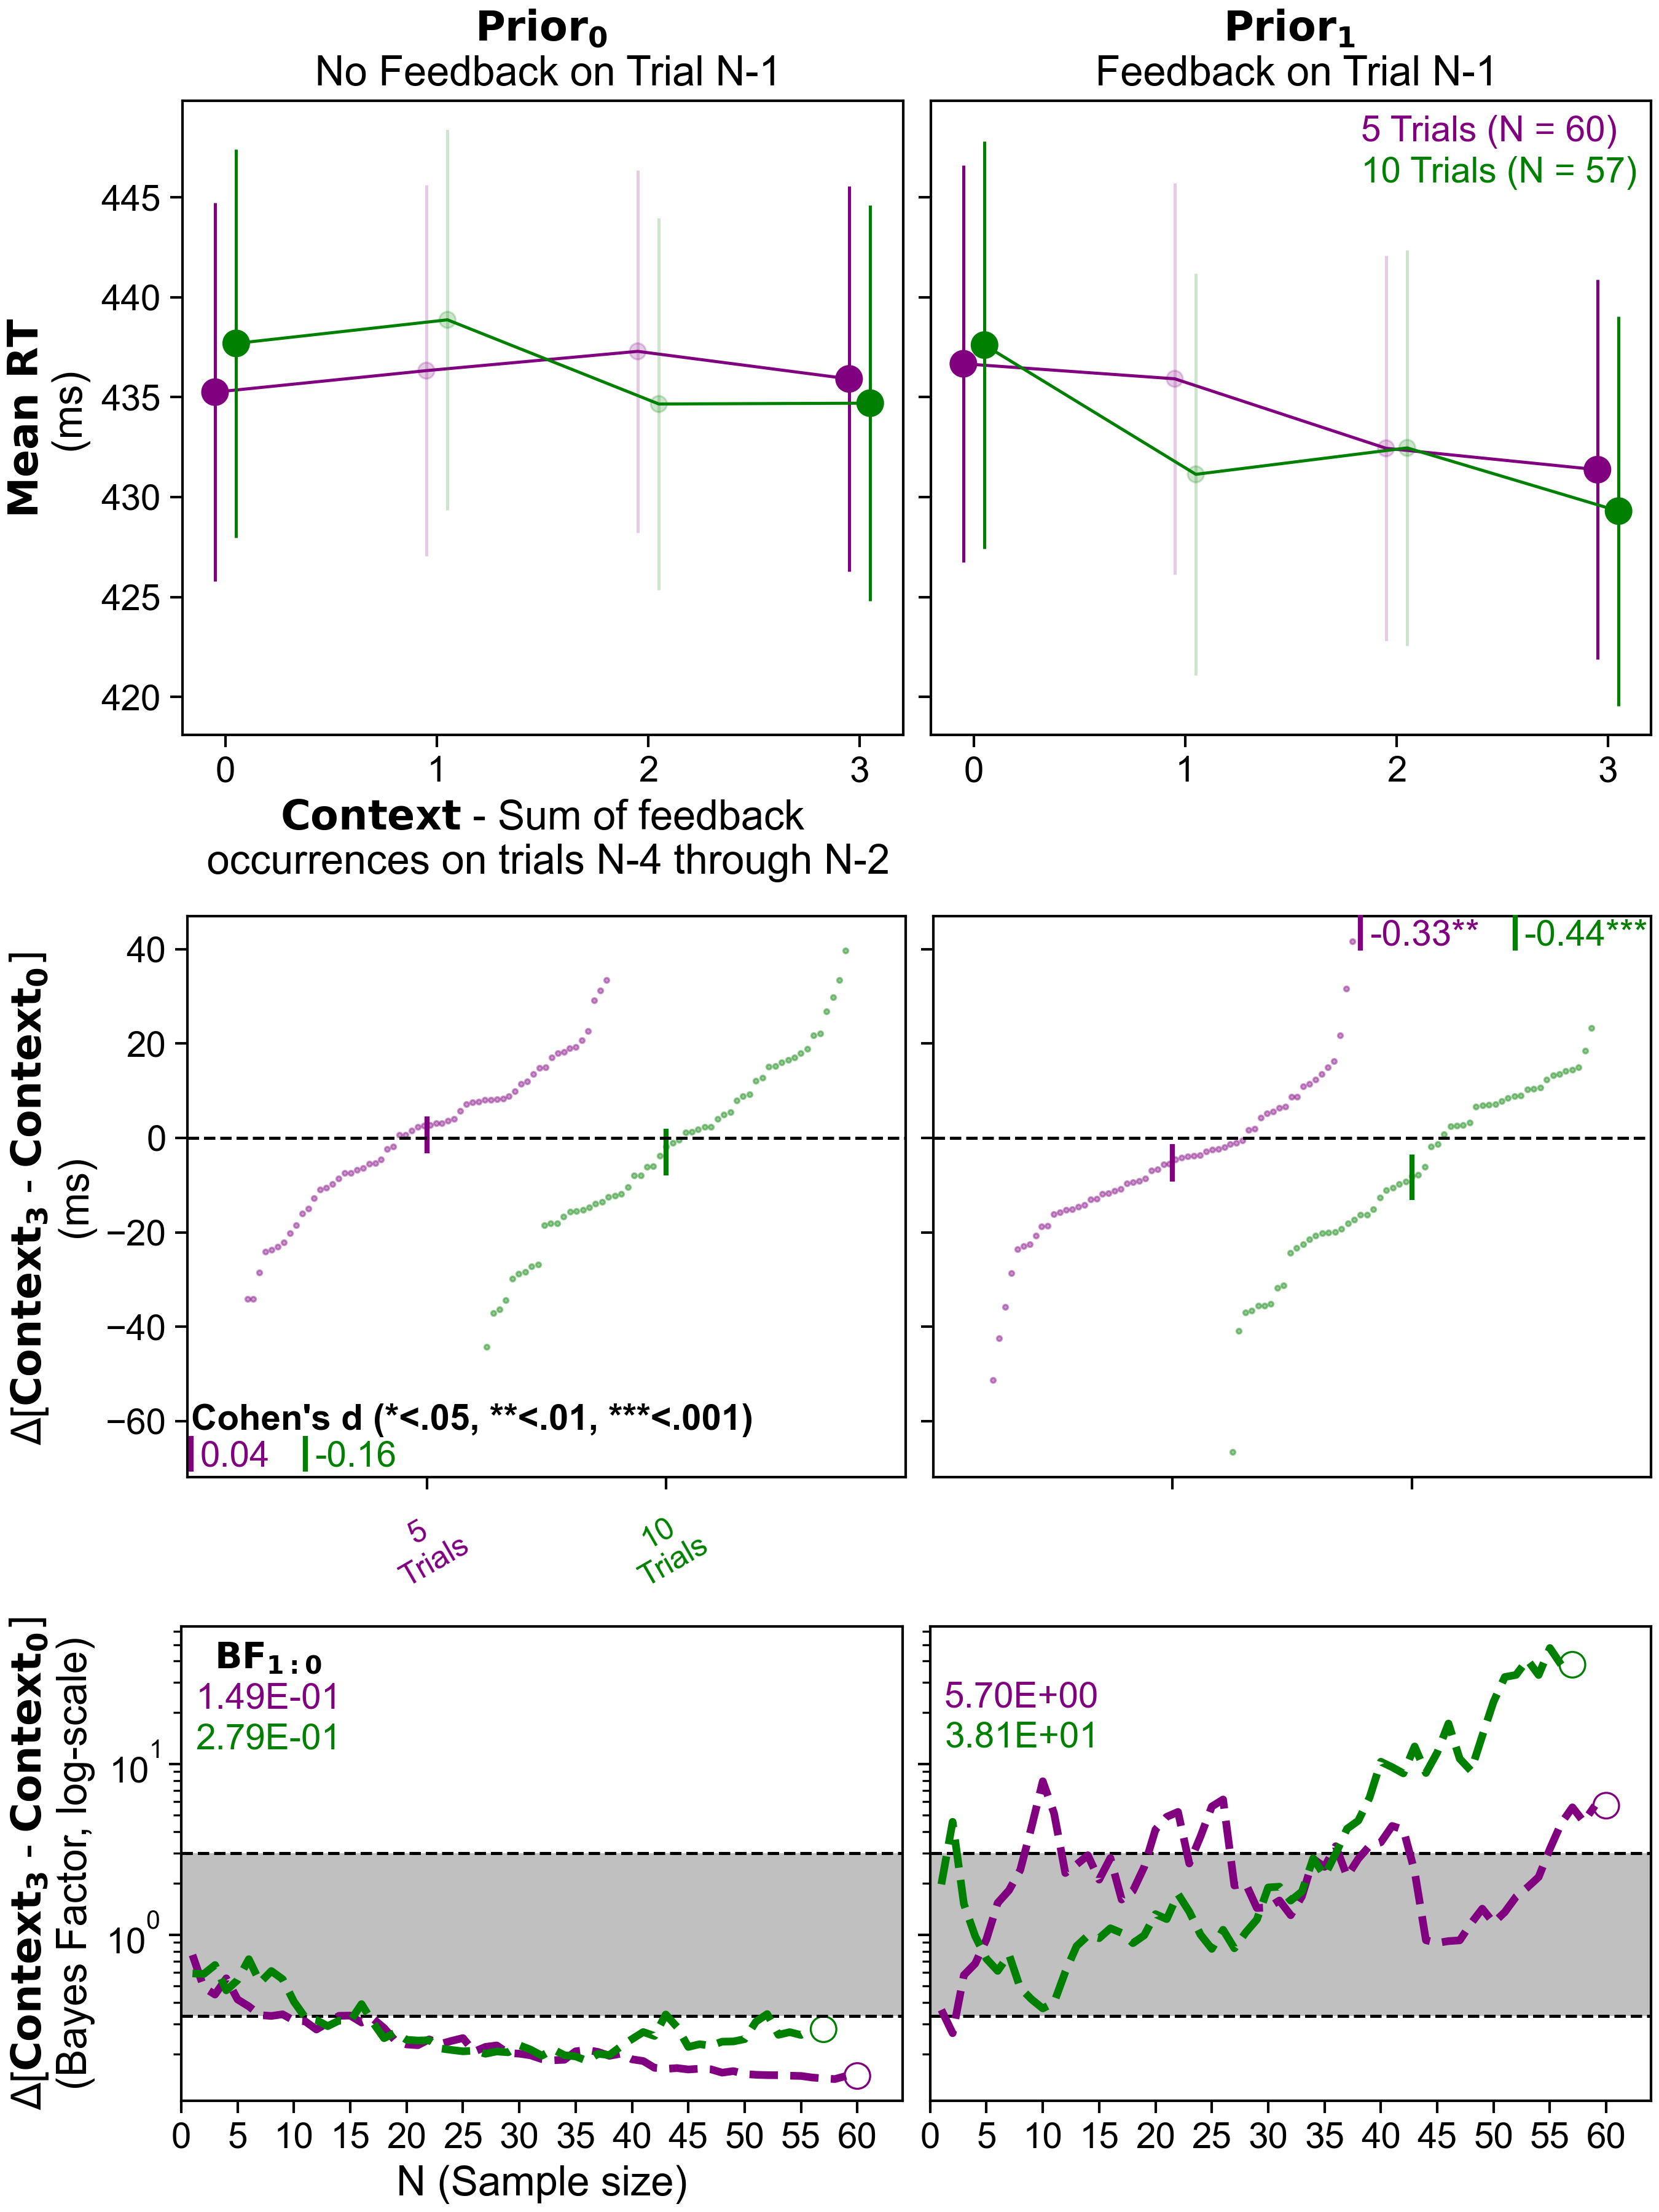 Prior0
No Feedback on Trial N-1
Prior1
Feedback on Trial N-1
5 Trials (N = 60)
10 Trials (N = 57)
Mean RT
(ms)
445
440
435
430
425
420
0 1 2 3
0 1 2 3
Context - Sum of feedback
occurrences on trials N-4 through N-2
Δ[Context3 - Context0]
(ms)
40
20
0
−20
−40
−60
-0.33** -0.44***
Cohen's d (*<.05, **<.01, ***<.001)
0.04 -0.16
5
Trials
10
Trials
Δ[Context3 - Context0]
(Bayes Factor, log-scale)
BF1:0
1.49E-01
2.79E-01
5.70E+00
3.81E+01
10^1
10^0
0 5 10 15 20 25 30 35 40 45 50 55 60
0 5 10 15 20 25 30 35 40 45 50 55 60
N (Sample size)